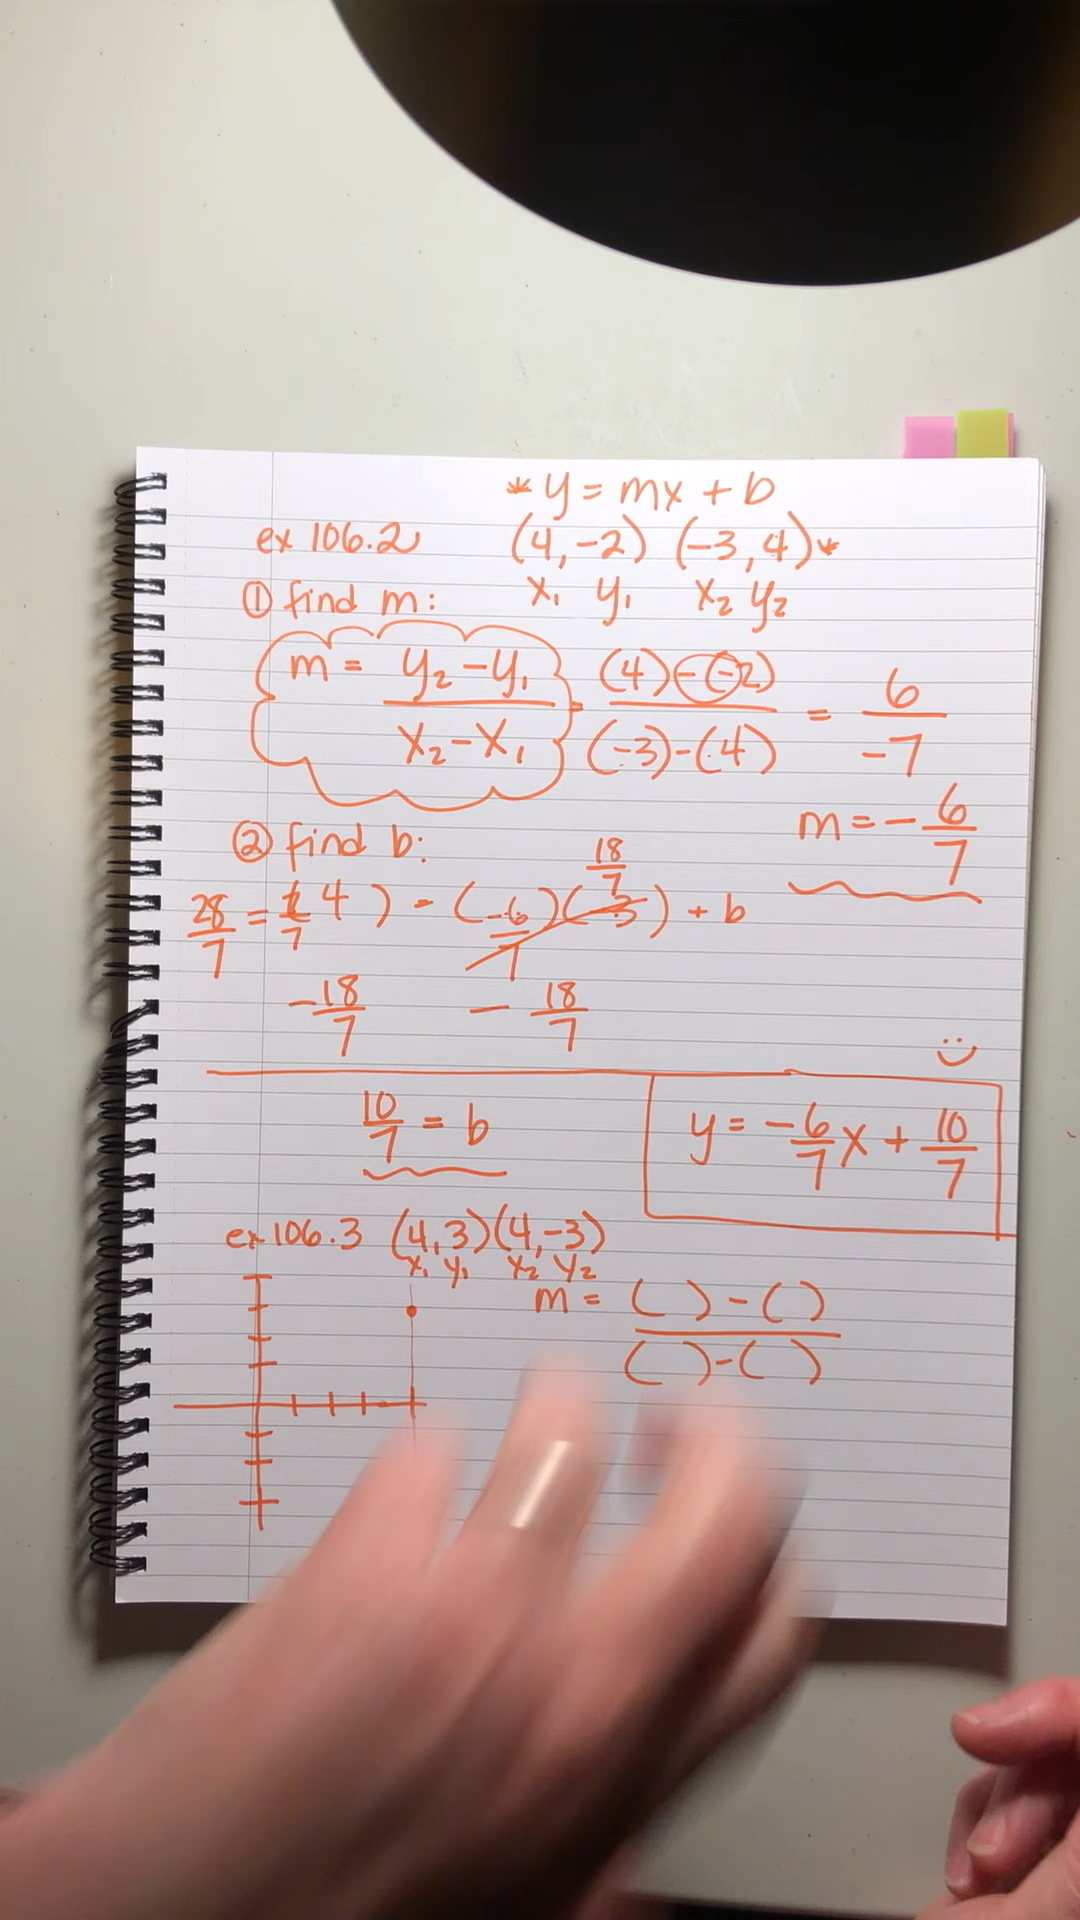 * y = mx + b
ex 106.2 (4, -2) (-3, 4) *
① find m: x₁ y₁ x₂ y₂
m = (y₂ - y₁)/(x₂ - x₁) = ((4) - (-2))/((-3) - (4)) = 6/-7
m = - 6/7
② find b: 18/7
28/7 = 4 ) = (-6/7)(-3) + b
-18/7 - 18/7
10/7 = b
y = -6/7 x + 10/7
ex 106.3 (4, 3) (4, -3)
x₁ y₁ x₂ y₂
m = (( ) - ( ))/(( ) - ( ))